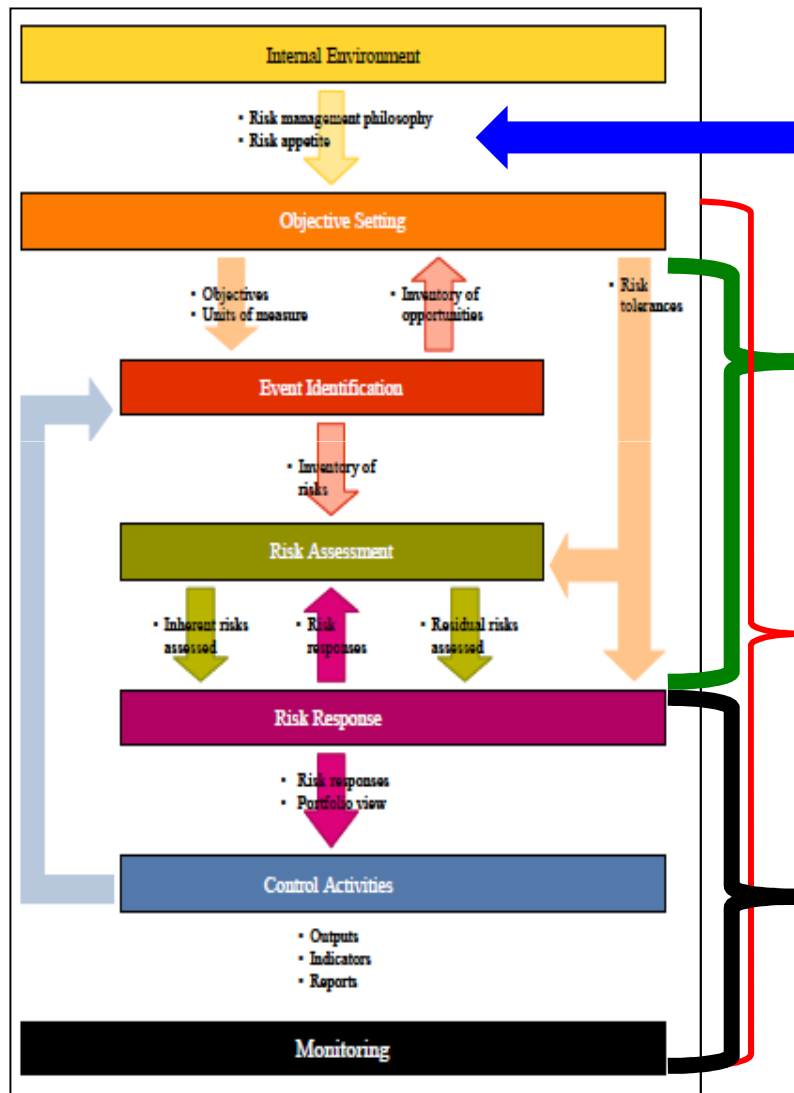 Internal Environment
▪ Risk management philosophy
▪ Risk appetite
Objective Setting
▪ Objectives
▪ Units of measure
▪ Inventory of
opportunities
▪ Risk
tolerances
Event Identification
▪ Inventory of
risks
Risk Assessment
▪ Inherent risks
assessed
▪ Risk
responses
▪ Residual risks
assessed
Risk Response
▪ Risk responses
▪ Portfolio view
Control Activities
▪ Outputs
▪ Indicators
▪ Reports
Monitoring